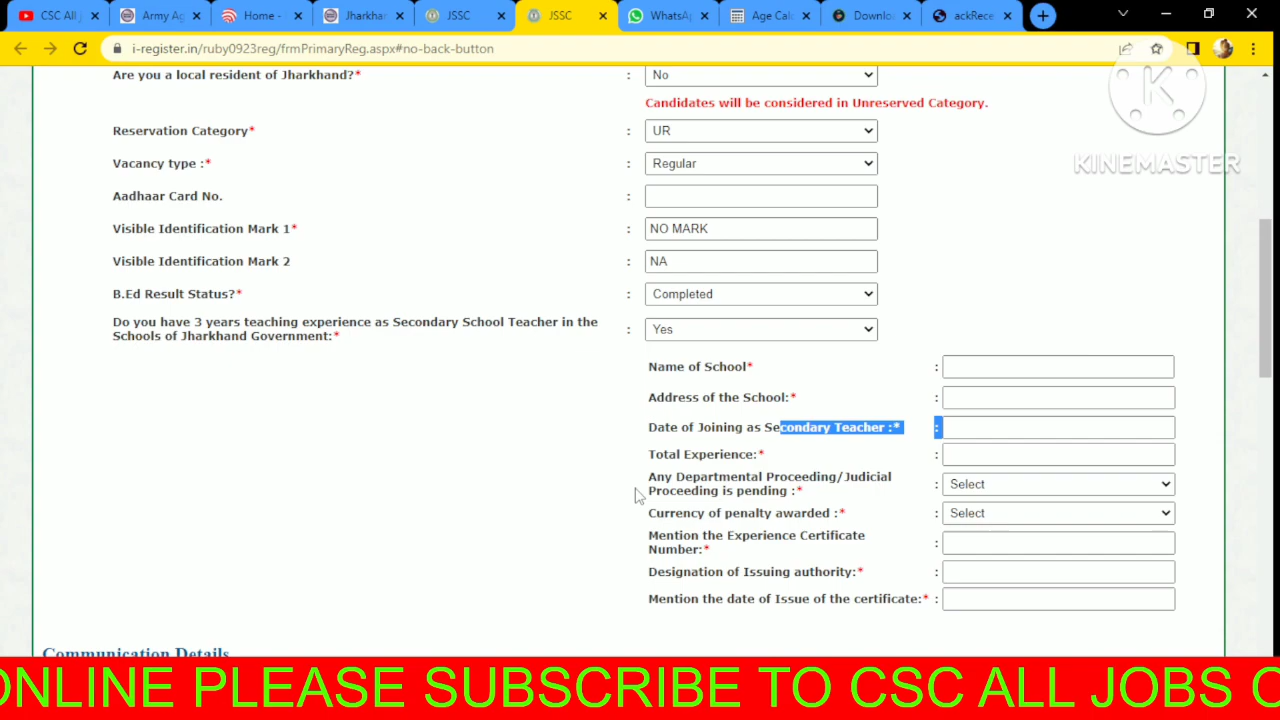 CSC All J
Army Ag
Home -
Jharkhan
JSSC
JSSC
WhatsAp
Age Calc
Downlo
ackRece
i-register.in/ruby0923reg/frmPrimaryReg.aspx#no-back-button
Are you a local resident of Jharkhand?* : No
Candidates will be considered in Unreserved Category.
Reservation Category* : UR
Vacancy type :* : Regular
Aadhaar Card No. :
Visible Identification Mark 1* : NO MARK
Visible Identification Mark 2 : NA
B.Ed Result Status?* : Completed
Do you have 3 years teaching experience as Secondary School Teacher in the
Schools of Jharkhand Government:* : Yes
Name of School* :
Address of the School:* :
Date of Joining as Secondary Teacher :* :
Total Experience:* :
Any Departmental Proceeding/Judicial
Proceeding is pending :* : Select
Currency of penalty awarded :* : Select
Mention the Experience Certificate
Number:* :
Designation of Issuing authority:* :
Mention the date of Issue of the certificate:* :
Communication Details
K
KINEMASTER
ONLINE PLEASE SUBSCRIBE TO CSC ALL JOBS O